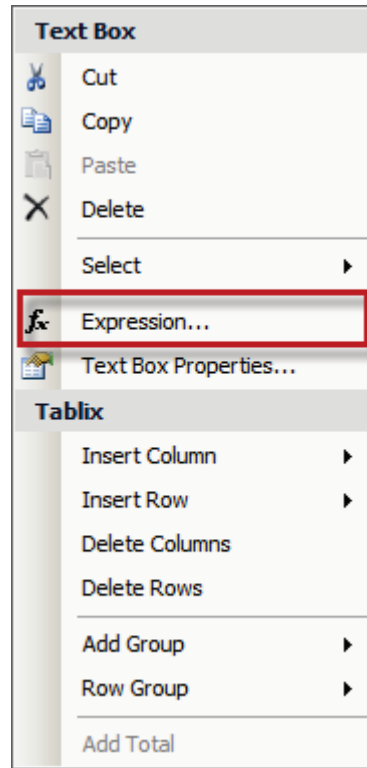 Text Box
Cut
Copy
Paste
Delete
Select
fx Expression...
Text Box Properties...
Tablix
Insert Column
Insert Row
Delete Columns
Delete Rows
Add Group
Row Group
Add Total